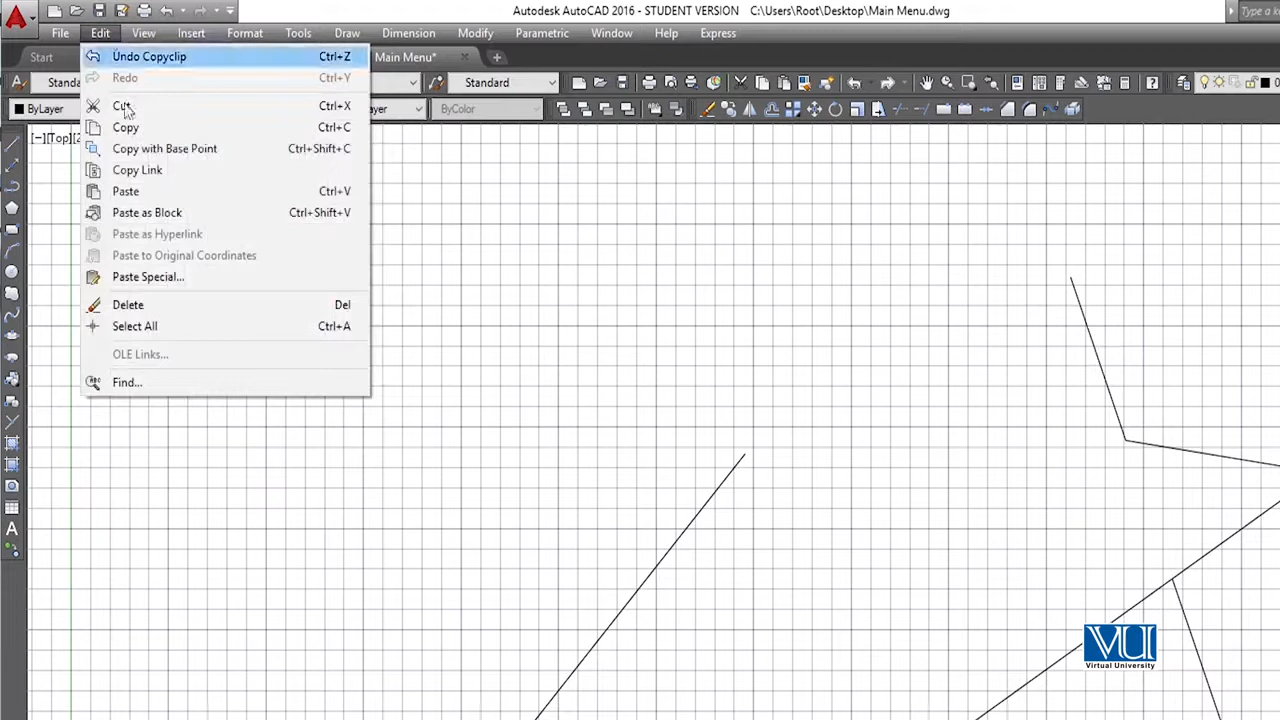 Autodesk AutoCAD 2016 - STUDENT VERSION C:\Users\Root\Desktop\Main Menu.dwg
Type a k
File Edit View Insert Format Tools Draw Dimension Modify Parametric Window Help Express
Start
Main Menu*
Standard
ByLayer
ByColor
[−][Top]
Undo Copyclip Ctrl+Z
Redo Ctrl+Y
Cut Ctrl+X
Copy Ctrl+C
Copy with Base Point Ctrl+Shift+C
Copy Link
Paste Ctrl+V
Paste as Block Ctrl+Shift+V
Paste as Hyperlink
Paste to Original Coordinates
Paste Special...
Delete Del
Select All Ctrl+A
OLE Links...
Find...
A
VU
Virtual University